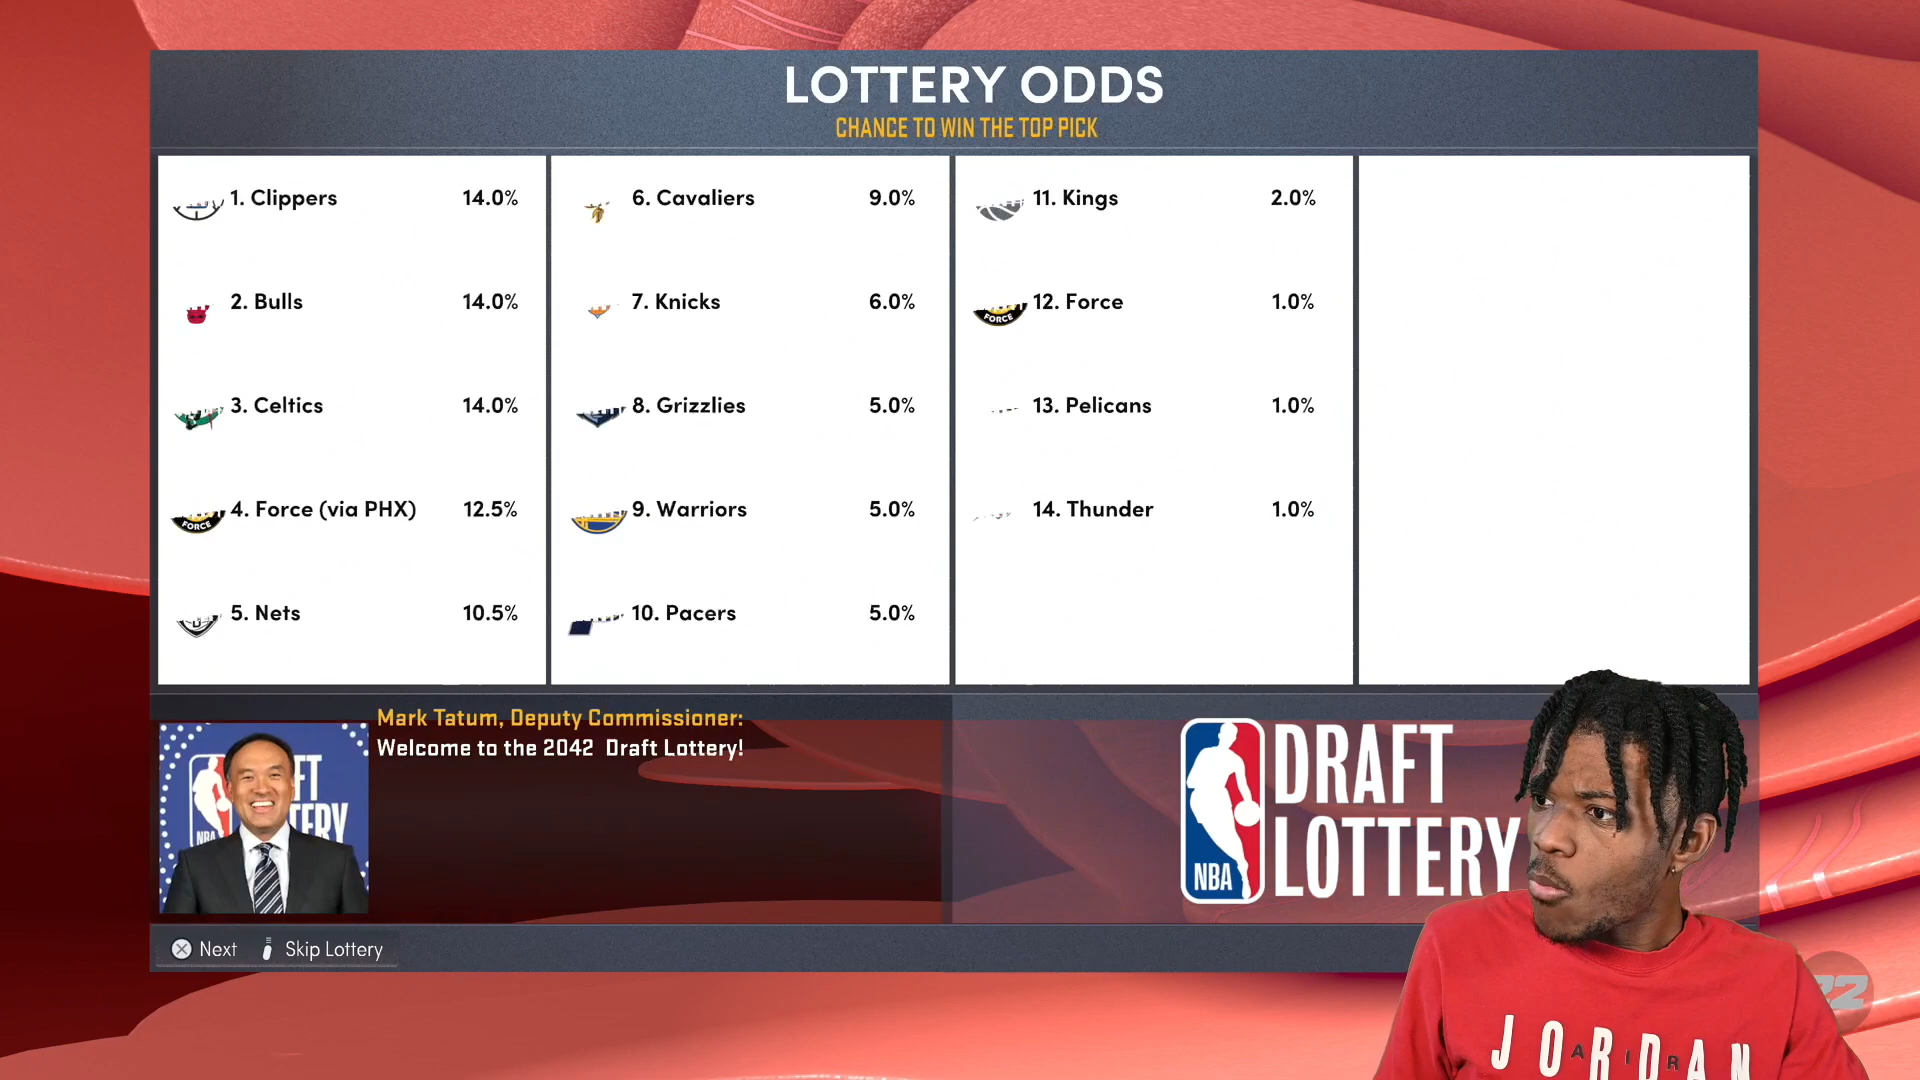 LOTTERY ODDS
CHANCE TO WIN THE TOP PICK
1. Clippers 14.0%
2. Bulls 14.0%
3. Celtics 14.0%
FORCE
4. Force (via PHX) 12.5%
5. Nets 10.5%
6. Cavaliers 9.0%
7. Knicks 6.0%
8. Grizzlies 5.0%
9. Warriors 5.0%
10. Pacers 5.0%
11. Kings 2.0%
FORCE
12. Force 1.0%
13. Pelicans 1.0%
14. Thunder 1.0%
Mark Tatum, Deputy Commissioner:
Welcome to the 2042 Draft Lottery!
NBA
DRAFT
LOTTERY
NBA
Next Skip Lottery
JORDAN
AIR
22